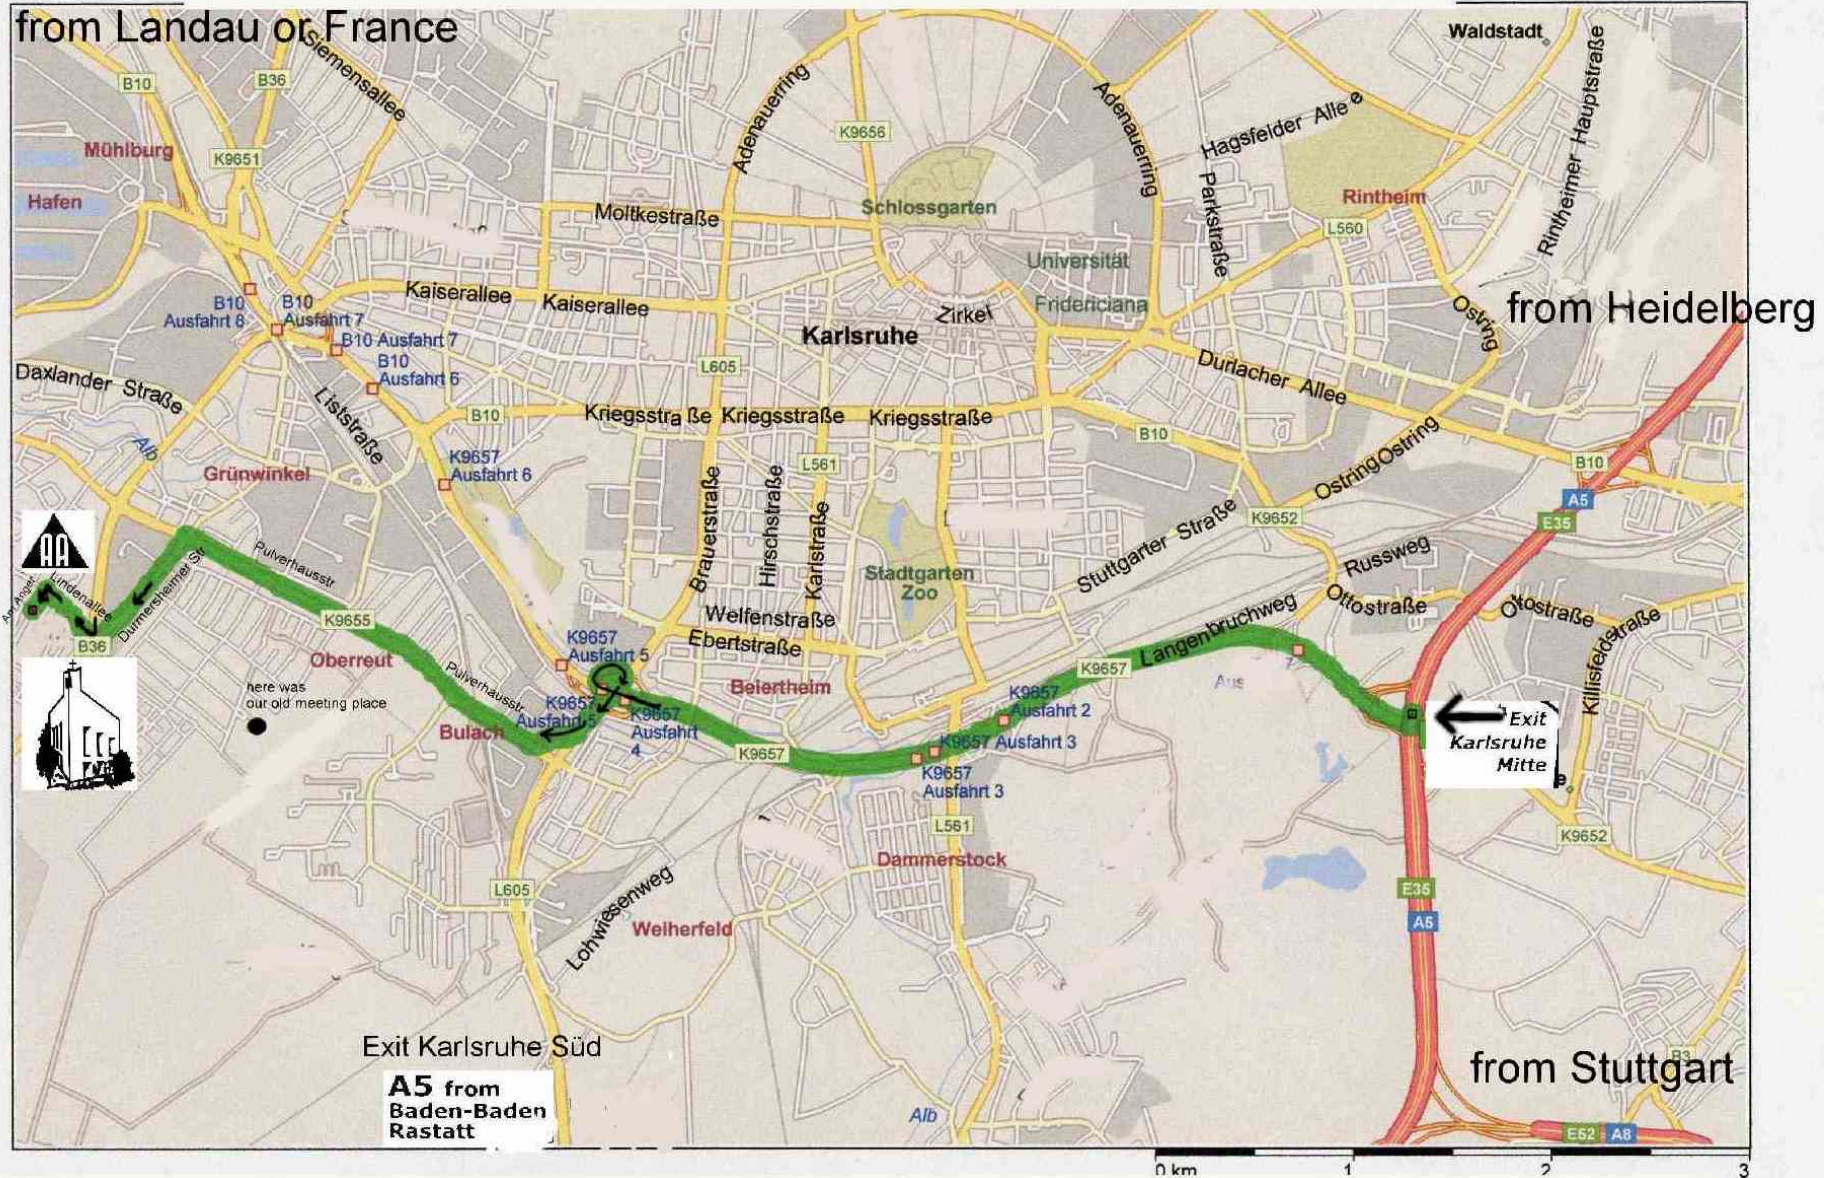 from Landau or France
Siemensallee
B10
B36
K9651
Mühlburg
Hafen
Adenauerring
K9656
Adenauerring
Waldstadt
Hagsfelder Allee
Parkstraße
Rintheimer Hauptstraße
Rintheim
L560
Moltkestraße
Schlossgarten
Universität
Fridericiana
Kaiserallee
Kaiserallee
Zirkel
Karlsruhe
Ostring
from Heidelberg
B10
Ausfahrt 8
B10
Ausfahrt 7
B10 Ausfahrt 7
B10
Ausfahrt 6
Daxlander Straße
Liststraße
L605
Durlacher Allee
B10
Kriegsstraße
Kriegsstraße
Kriegsstraße
B10
B10
Alb
Grünwinkel
K9657
Ausfahrt 6
L561
Brauerstraße
Hirschstraße
Karlstraße
Ostring
Ostring
A5
E35
K9652
Stuttgarter Straße
Russweg
Stadtgarten
Zoo
Ottostraße
Ottostraße
Killisfeldstraße
AA
Am Anger
Lindenallee
Durmersheimer Str
Pulverhausstr
K9655
B36
Welfenstraße
Ebertstraße
Langenbruchweg
K9657
Oberreut
Pulverhausstr
K9657
Ausfahrt 5
Beiertheim
Aus
7
here was
our old meeting place
Bulach
K9657
Ausfahrt 5
K9657
Ausfahrt
4
K9657
K9657
Ausfahrt 2
K9657 Ausfahrt 3
K9657
Ausfahrt 3
Exit
Karlsruhe
Mitte
e
K9652
L561
Dammerstock
L605
Lohwiesenweg
Weiherfeld
E35
A5
Exit Karlsruhe Süd
A5 from
Baden-Baden
Rastatt
Alb
B3
from Stuttgart
E52
A8
0 km
1
2
3